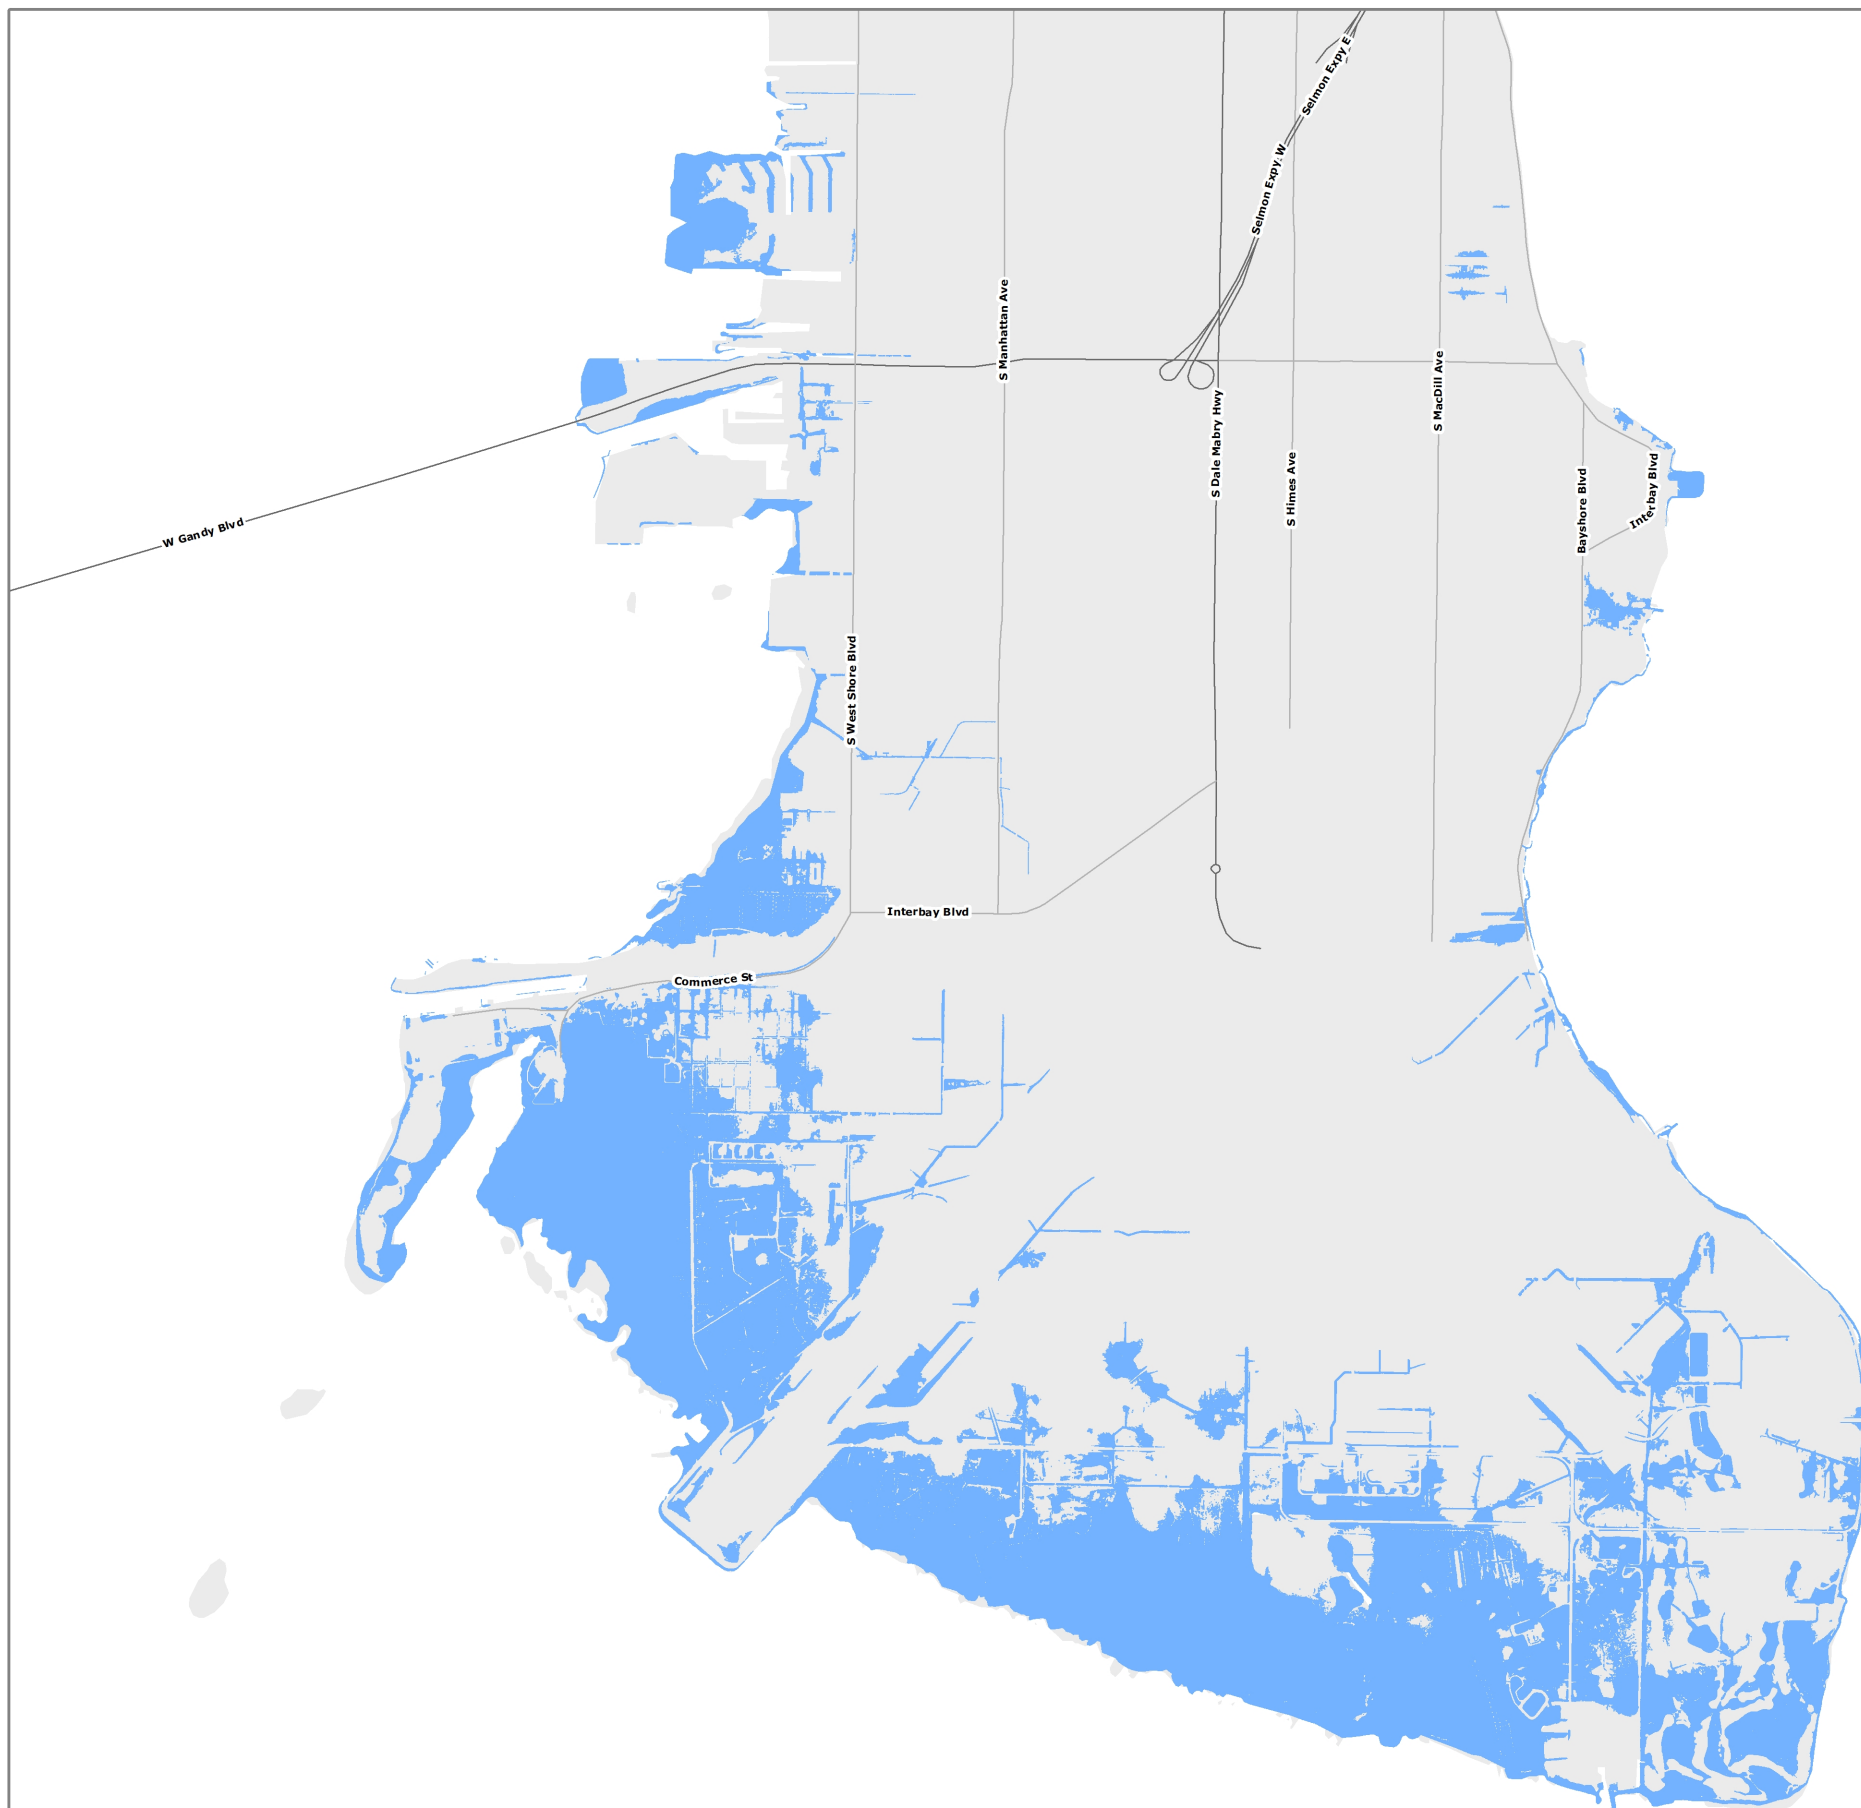 Selmon Expy E
Selmon Expy W
S Manhattan Ave
S MacDill Ave
S Dale Mabry Hwy
S Himes Ave
Interbay Blvd
Bayshore Blvd
W Gandy Blvd
S West Shore Blvd
Interbay Blvd
Commerce St